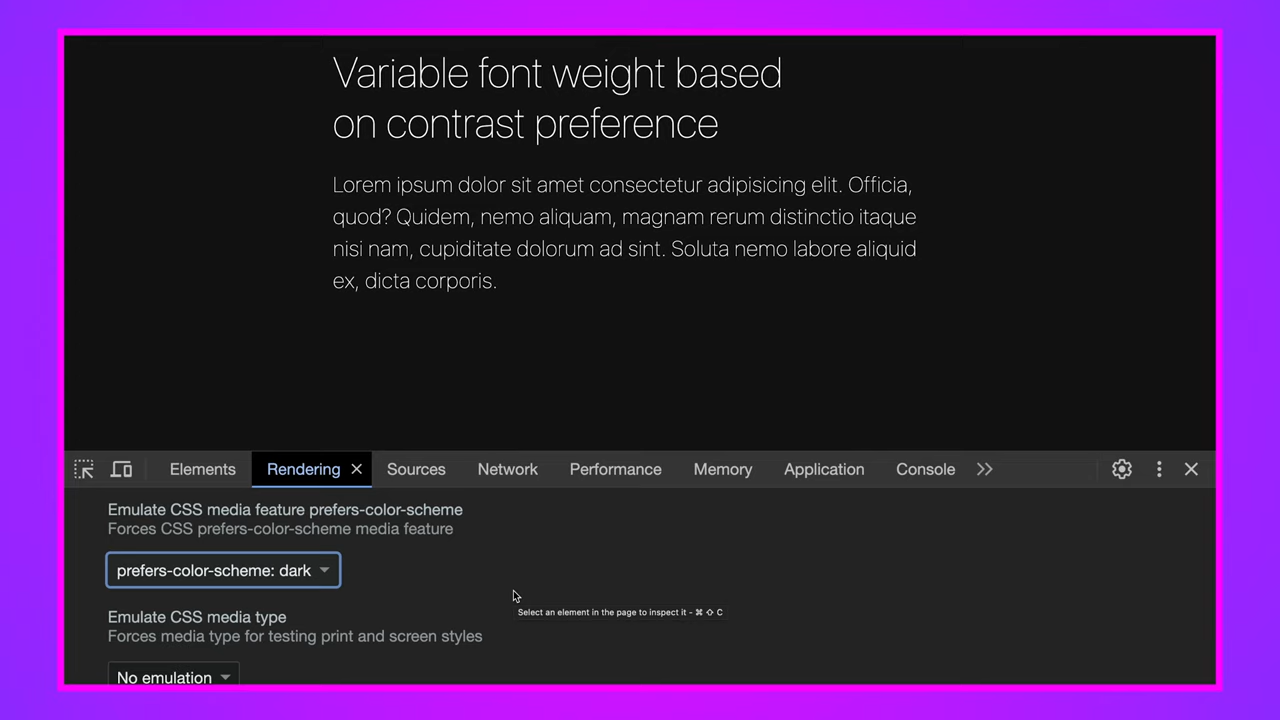 Variable font weight based
on contrast preference
Lorem ipsum dolor sit amet consectetur adipisicing elit. Officia,
quod? Quidem, nemo aliquam, magnam rerum distinctio itaque
nisi nam, cupiditate dolorum ad sint. Soluta nemo labore aliquid
ex, dicta corporis.
Elements Rendering Sources Network Performance Memory Application Console
Emulate CSS media feature prefers-color-scheme
Forces CSS prefers-color-scheme media feature
prefers-color-scheme: dark
Select an element in the page to inspect it - ⌘ ⇧ C
Emulate CSS media type
Forces media type for testing print and screen styles
No emulation